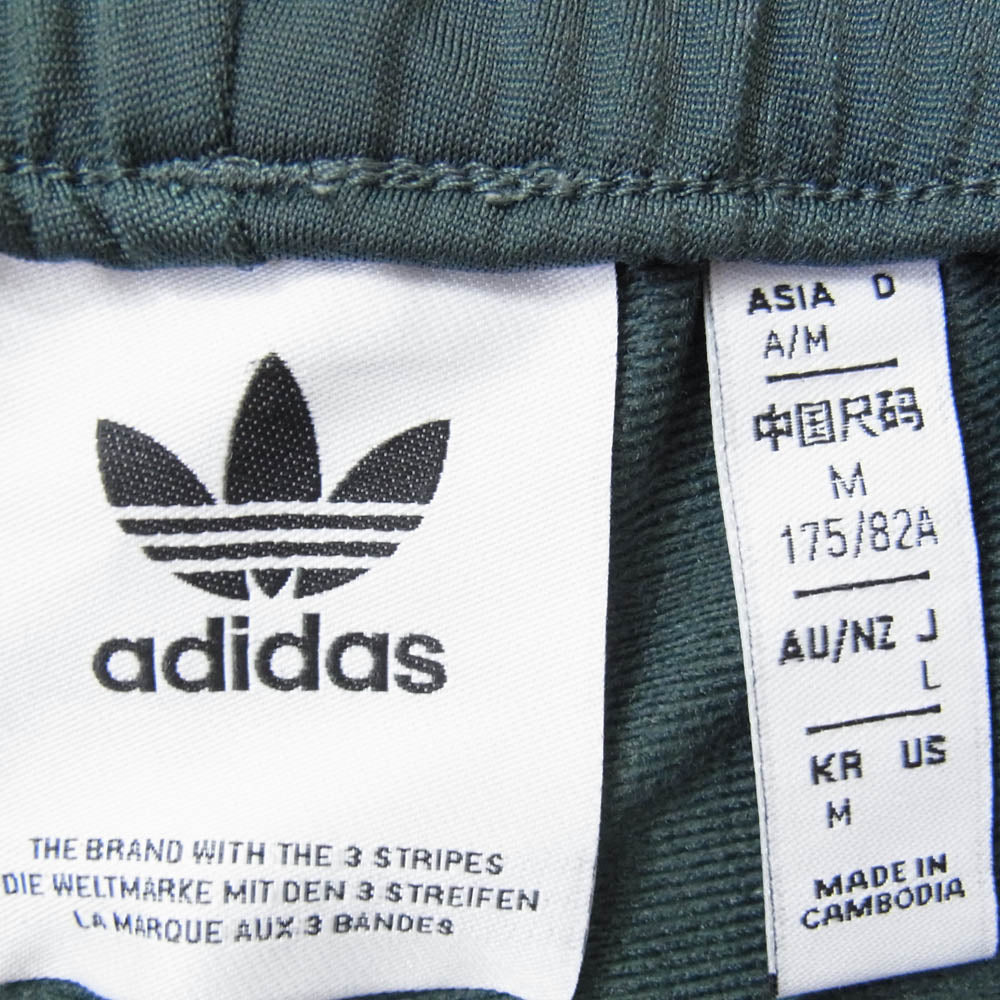 adidas
THE BRAND WITH THE 3 STRIPES
DIE WELTMARKE MIT DEN 3 STREIFEN
LA MARQUE AUX 3 BANDES
ASIA D
A/M
中国尺码
M
175/82A
AU/NZ J
L
KR US
M
MADE IN
CAMBODIA